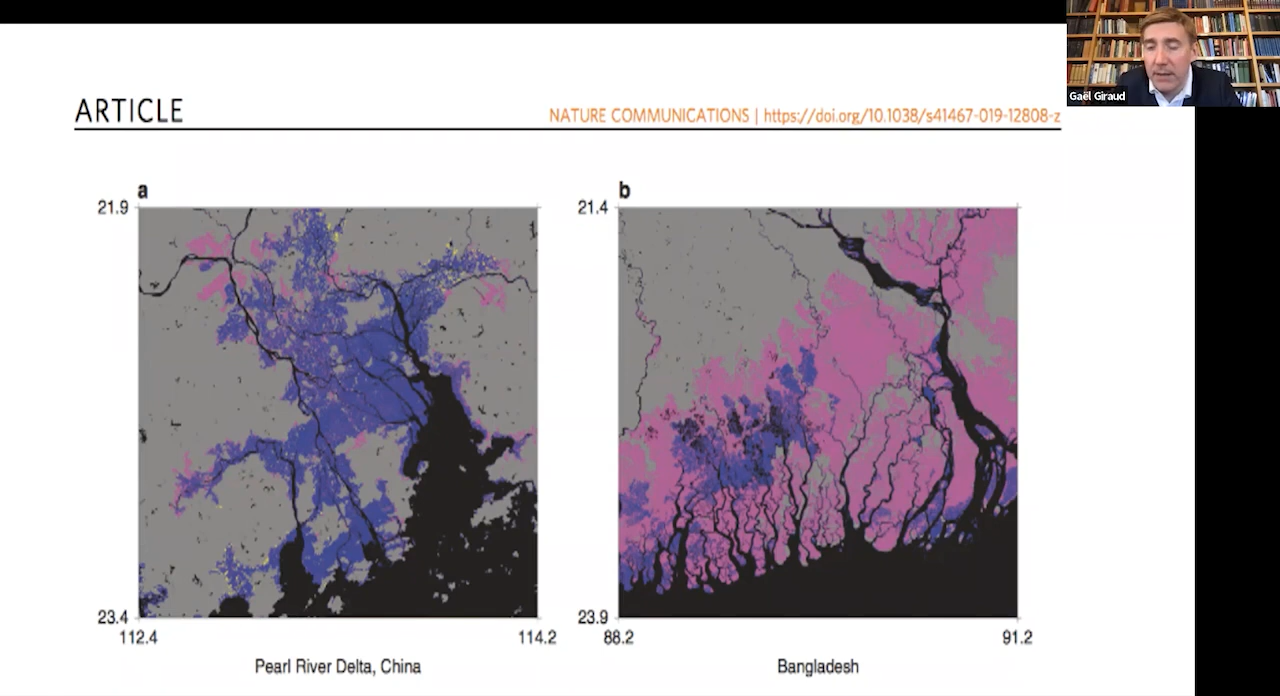 Gaël Giraud
ARTICLE
NATURE COMMUNICATIONS | https://doi.org/10.1038/s41467-019-12808-z
a
b
21.9
21.4
23.4
23.9
112.4
114.2
88.2
91.2
Pearl River Delta, China
Bangladesh